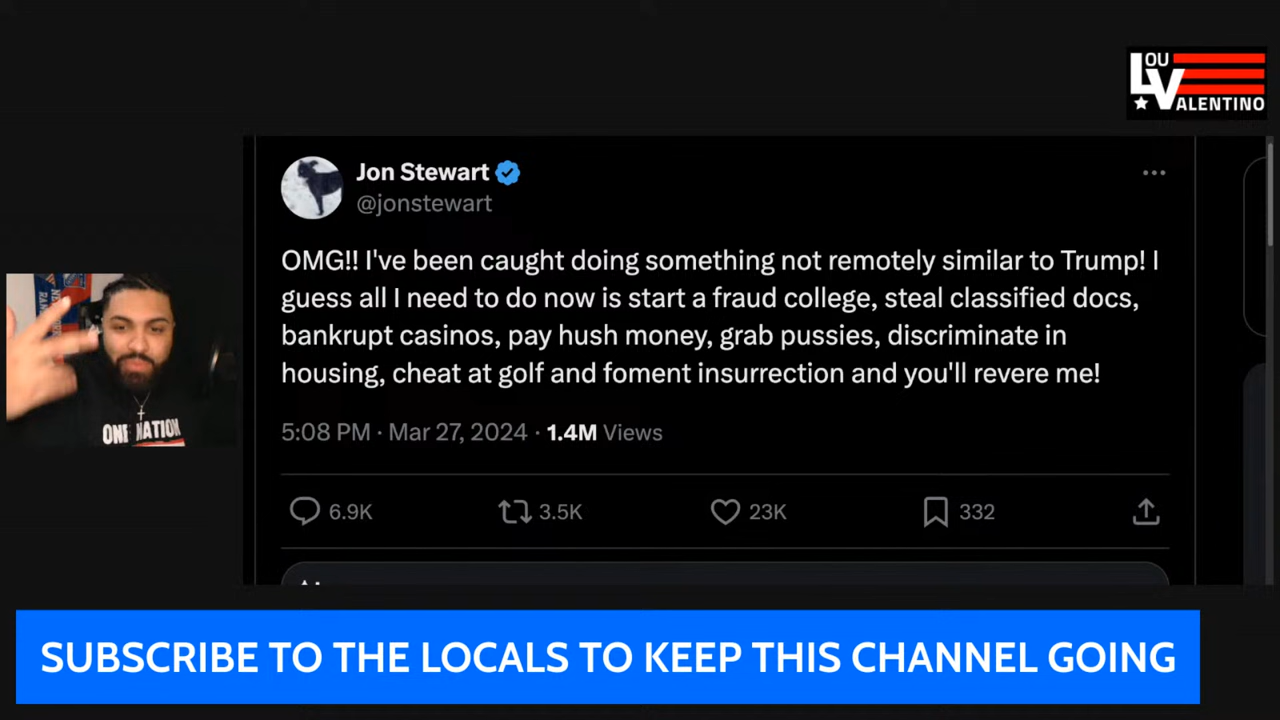 LOU
VALENTINO
Jon Stewart
@jonstewart
OMG!! I've been caught doing something not remotely similar to Trump! I
guess all I need to do now is start a fraud college, steal classified docs,
bankrupt casinos, pay hush money, grab pussies, discriminate in
housing, cheat at golf and foment insurrection and you'll revere me!
5:08 PM · Mar 27, 2024 · 1.4M Views
6.9K 3.5K 23K 332
ONE NATION
SUBSCRIBE TO THE LOCALS TO KEEP THIS CHANNEL GOING